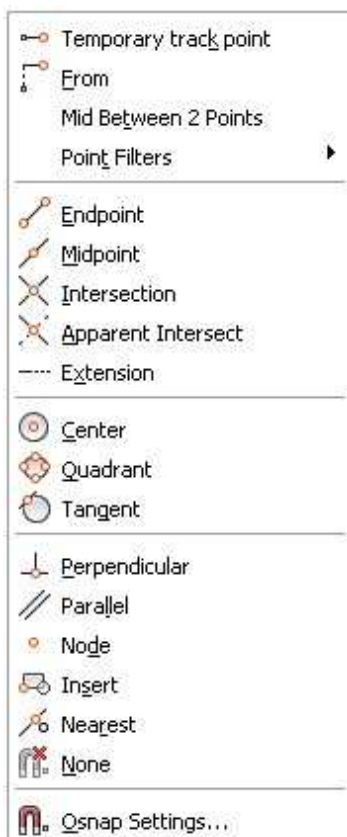 Temporary track point
From
Mid Between 2 Points
Point Filters
Endpoint
Midpoint
Intersection
Apparent Intersect
Extension
Center
Quadrant
Tangent
Perpendicular
Parallel
Node
Insert
Nearest
None
Osnap Settings...